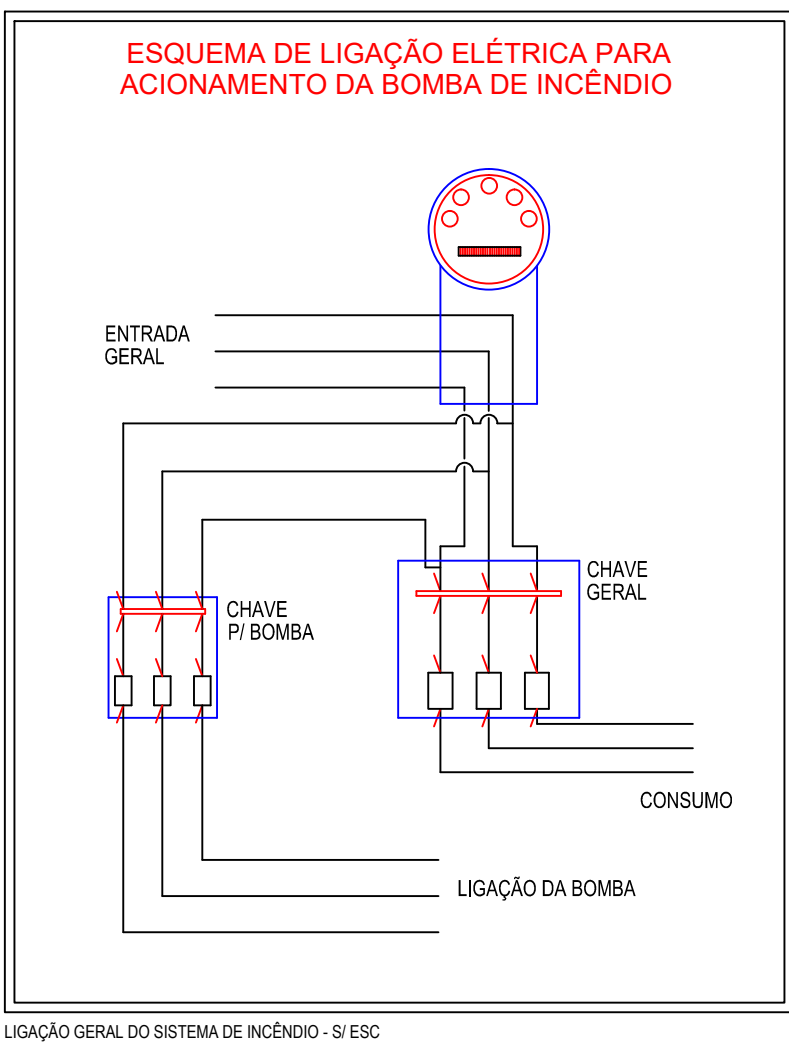 ESQUEMA DE LIGAÇÃO ELÉTRICA PARA
ACIONAMENTO DA BOMBA DE INCÊNDIO
ENTRADA
GERAL
CHAVE
GERAL
CHAVE
P/ BOMBA
CONSUMO
LIGAÇÃO DA BOMBA
LIGAÇÃO GERAL DO SISTEMA DE INCÊNDIO - S/ ESC